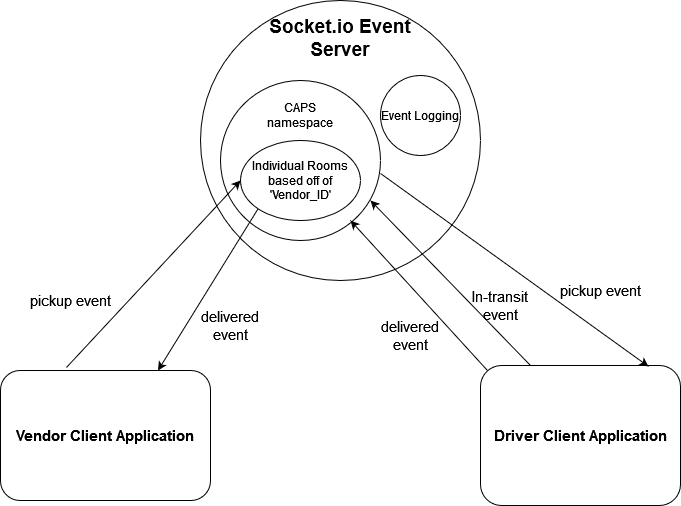 Socket.io Event
Server
CAPS
namespace
Event Logging
Individual Rooms
based off of
'Vendor_ID'
pickup event
delivered
event
delivered
event
In-transit
event
pickup event
Vendor Client Application
Driver Client Application